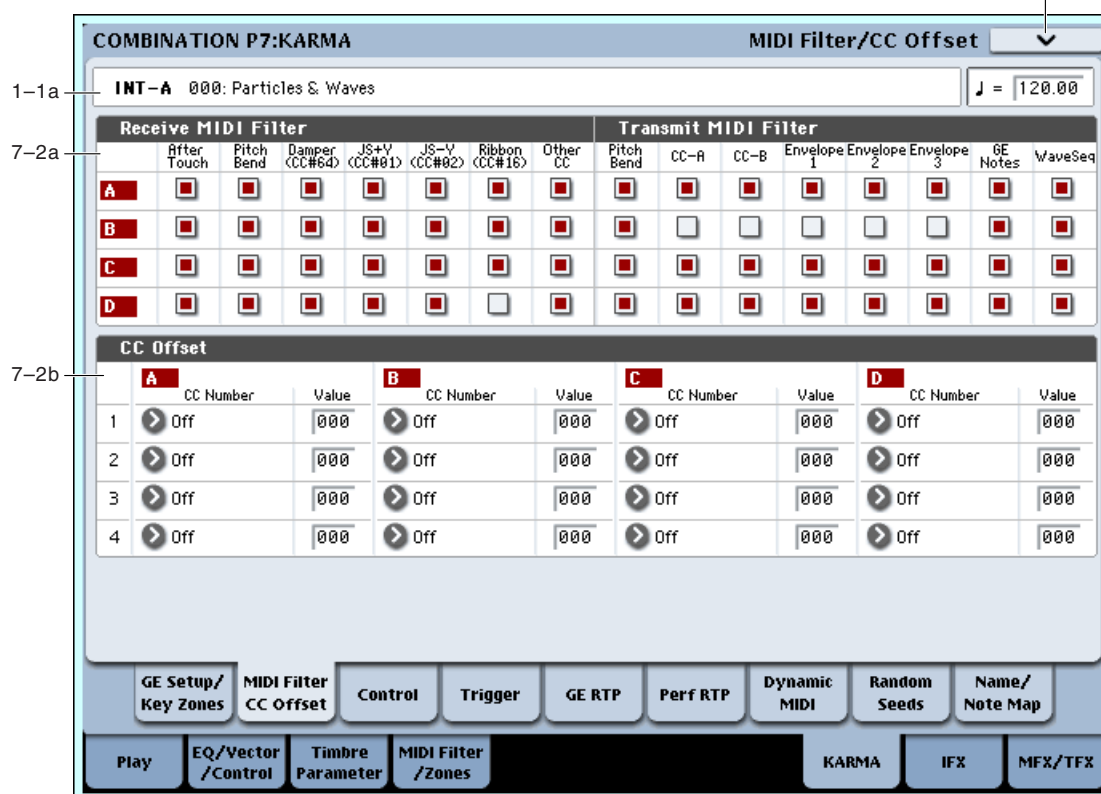 COMBINATION P7:KARMA MIDI Filter/CC Offset
1–1a INT-A 000: Particles & Waves ♩ = 120.00
Receive MIDI Filter Transmit MIDI Filter
7–2a After Touch Pitch Bend Damper (CC#64) JS+Y (CC#01) JS-Y (CC#02) Ribbon (CC#16) Other CC Pitch Bend CC-A CC-B Envelope 1 Envelope 2 Envelope 3 GE Notes WaveSeq
A
B
C
D
CC Offset
7–2b A B C D
CC Number Value CC Number Value CC Number Value CC Number Value
1 Off 000 Off 000 Off 000 Off 000
2 Off 000 Off 000 Off 000 Off 000
3 Off 000 Off 000 Off 000 Off 000
4 Off 000 Off 000 Off 000 Off 000
GE Setup/ Key Zones MIDI Filter CC Offset Control Trigger GE RTP Perf RTP Dynamic MIDI Random Seeds Name/ Note Map
Play EQ/Vector /Control Timbre Parameter MIDI Filter /Zones KARMA IFX MFX/TFX